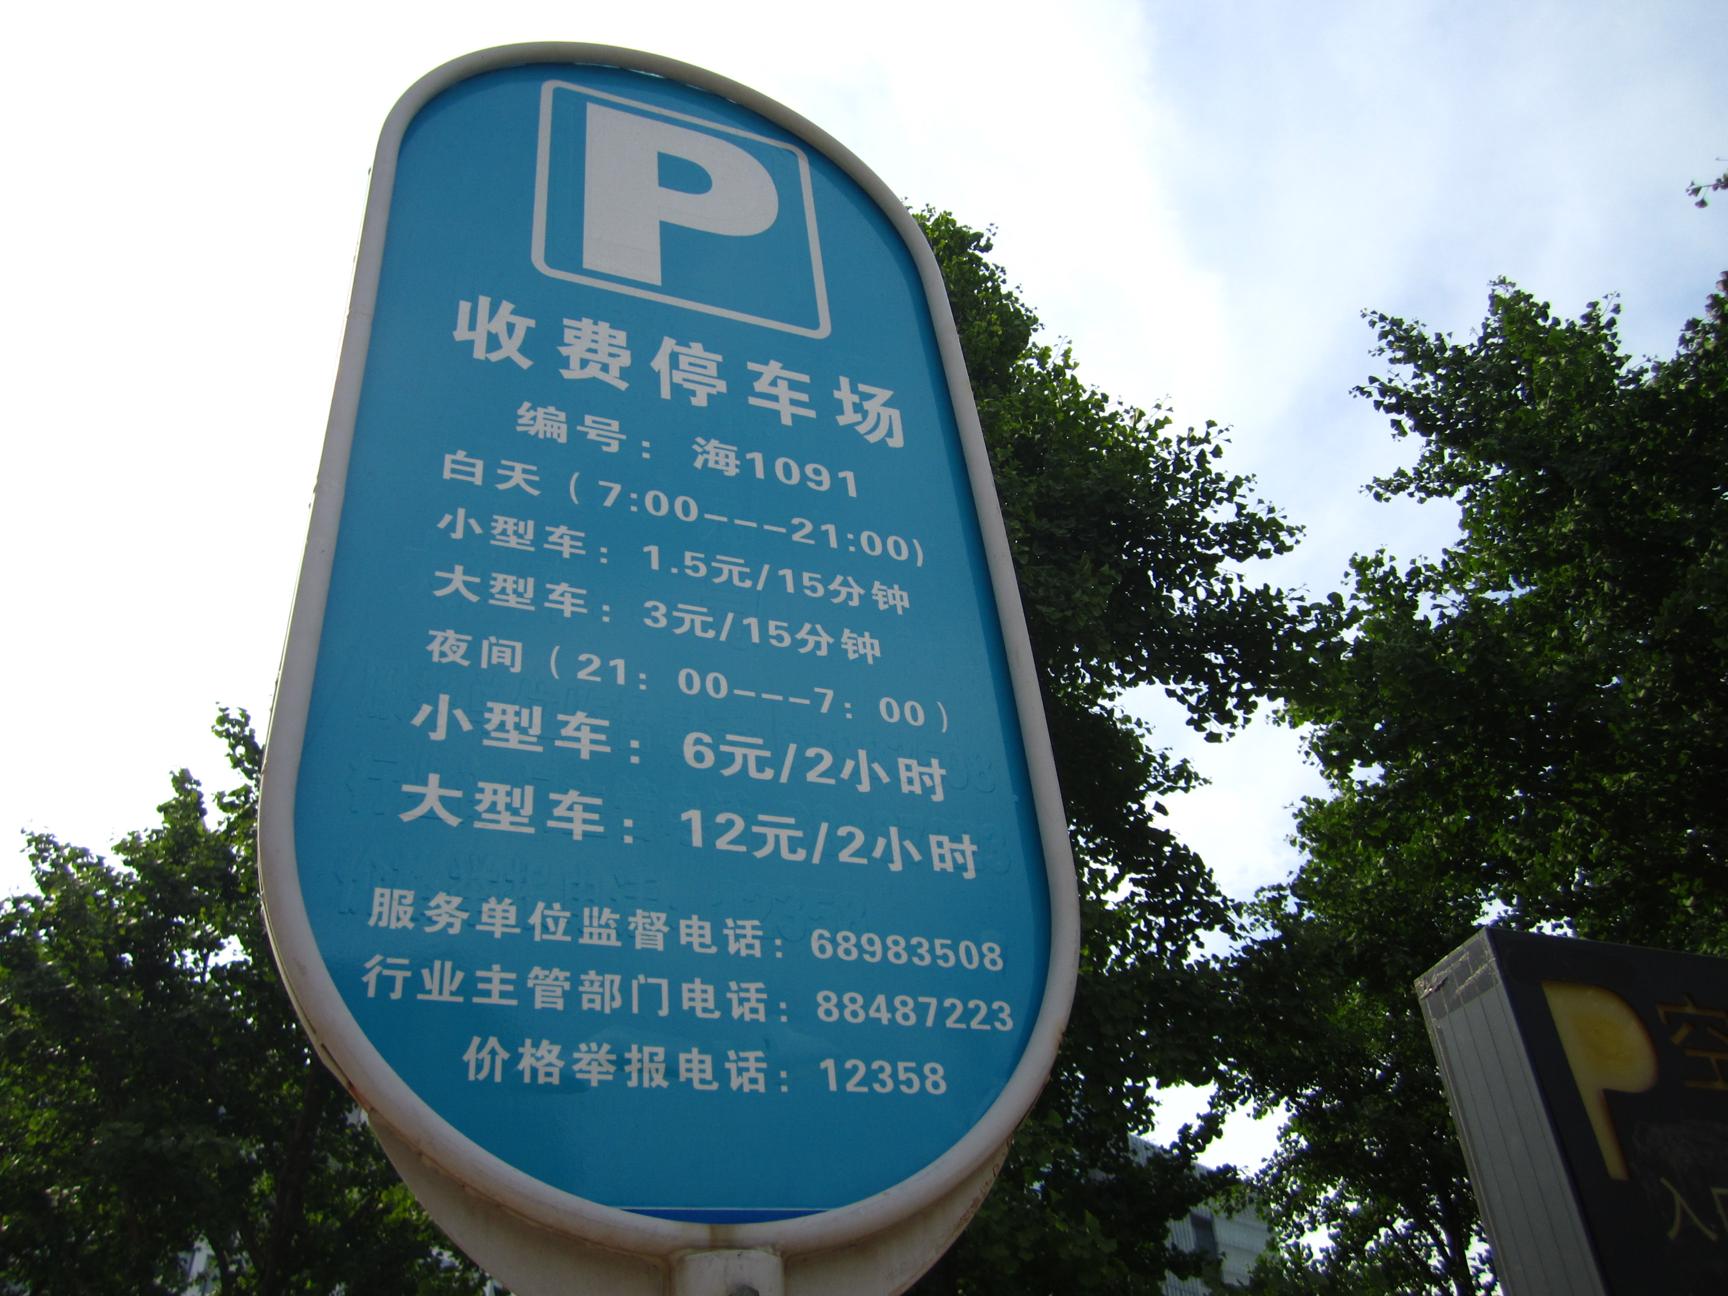 P
收费停车场
编号：海1091
白天（7:00---21:00)
小型车：1.5元/15分钟
大型车：3元/15分钟
夜间（21：00---7：00）
小型车：6元/2小时
大型车：12元/2小时
服务单位监督电话：68983508
行业主管部门电话：88487223
价格举报电话：12358
P
空
入